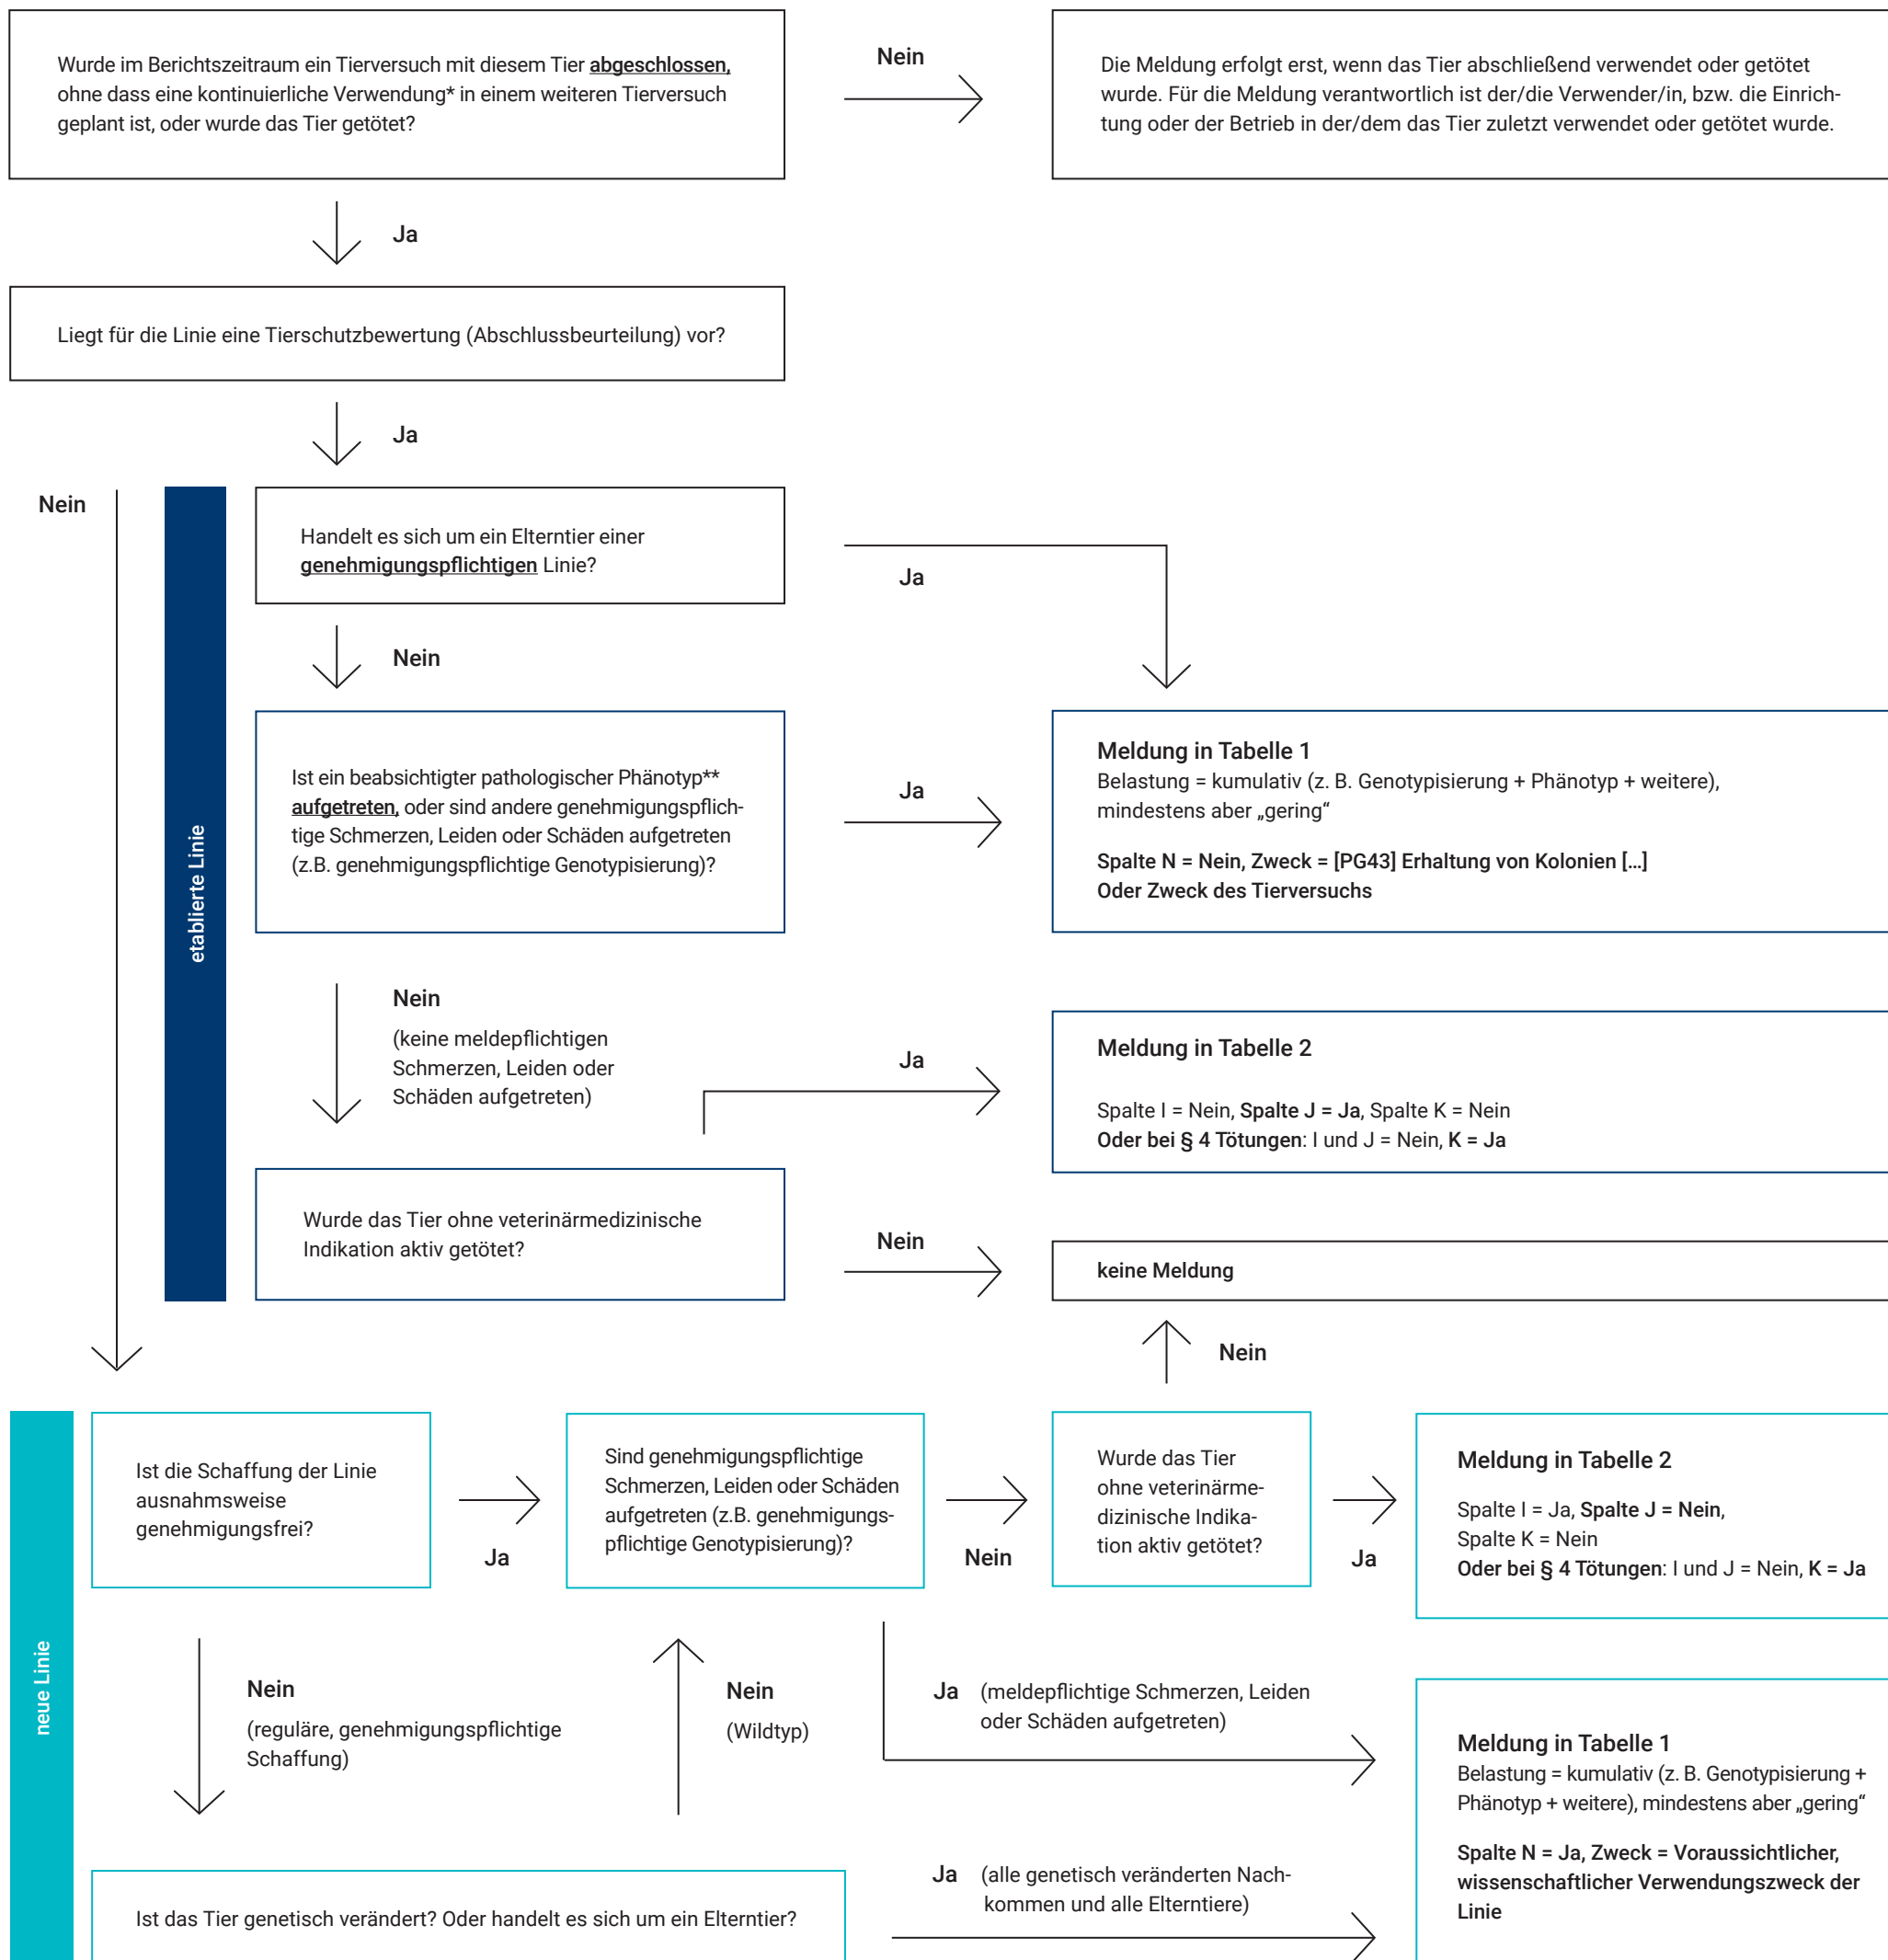 Wurde im Berichtszeitraum ein Tierversuch mit diesem Tier abgeschlossen,
ohne dass eine kontinuierliche Verwendung* in einem weiteren Tierversuch
geplant ist, oder wurde das Tier getötet?
Nein
Die Meldung erfolgt erst, wenn das Tier abschließend verwendet oder getötet
wurde. Für die Meldung verantwortlich ist der/die Verwender/in, bzw. die Einrich-
tung oder der Betrieb in der/dem das Tier zuletzt verwendet oder getötet wurde.
Ja
Liegt für die Linie eine Tierschutzbewertung (Abschlussbeurteilung) vor?
Ja
Nein
etablierte Linie
Handelt es sich um ein Elterntier einer
genehmigungspflichtigen Linie?
Ja
Nein
Ist ein beabsichtigter pathologischer Phänotyp**
aufgetreten, oder sind andere genehmigungspflich-
tige Schmerzen, Leiden oder Schäden aufgetreten
(z.B. genehmigungspflichtige Genotypisierung)?
Ja
Meldung in Tabelle 1
Belastung = kumulativ (z. B. Genotypisierung + Phänotyp + weitere),
mindestens aber „gering“
Spalte N = Nein, Zweck = [PG43] Erhaltung von Kolonien [...]
Oder Zweck des Tierversuchs
Nein
(keine meldepflichtigen
Schmerzen, Leiden oder
Schäden aufgetreten)
Ja
Meldung in Tabelle 2
Spalte I = Nein, Spalte J = Ja, Spalte K = Nein
Oder bei § 4 Tötungen: I und J = Nein, K = Ja
Wurde das Tier ohne veterinärmedizinische
Indikation aktiv getötet?
Nein
keine Meldung
Nein
neue Linie
Ist die Schaffung der Linie
ausnahmsweise
genehmigungsfrei?
Ja
Sind genehmigungspflichtige
Schmerzen, Leiden oder Schäden
aufgetreten (z.B. genehmigungs-
pflichtige Genotypisierung)?
Nein
Wurde das Tier
ohne veterinärme-
dizinische Indika-
tion aktiv getötet?
Ja
Meldung in Tabelle 2
Spalte I = Ja, Spalte J = Nein,
Spalte K = Nein
Oder bei § 4 Tötungen: I und J = Nein, K = Ja
Nein
(reguläre, genehmigungspflichtige
Schaffung)
Nein
(Wildtyp)
Ja (meldepflichtige Schmerzen, Leiden
oder Schäden aufgetreten)
Meldung in Tabelle 1
Belastung = kumulativ (z. B. Genotypisierung +
Phänotyp + weitere), mindestens aber „gering“
Spalte N = Ja, Zweck = Voraussichtlicher,
wissenschaftlicher Verwendungszweck der
Linie
Ist das Tier genetisch verändert? Oder handelt es sich um ein Elterntier?
Ja (alle genetisch veränderten Nach-
kommen und alle Elterntiere)